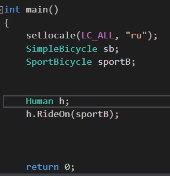 int main()
{
setlocale(LC_ALL, "ru");
SimpleBicycle sb;
SportBicycle sportB;
Human h;
h.RideOn(sportB);
return 0;